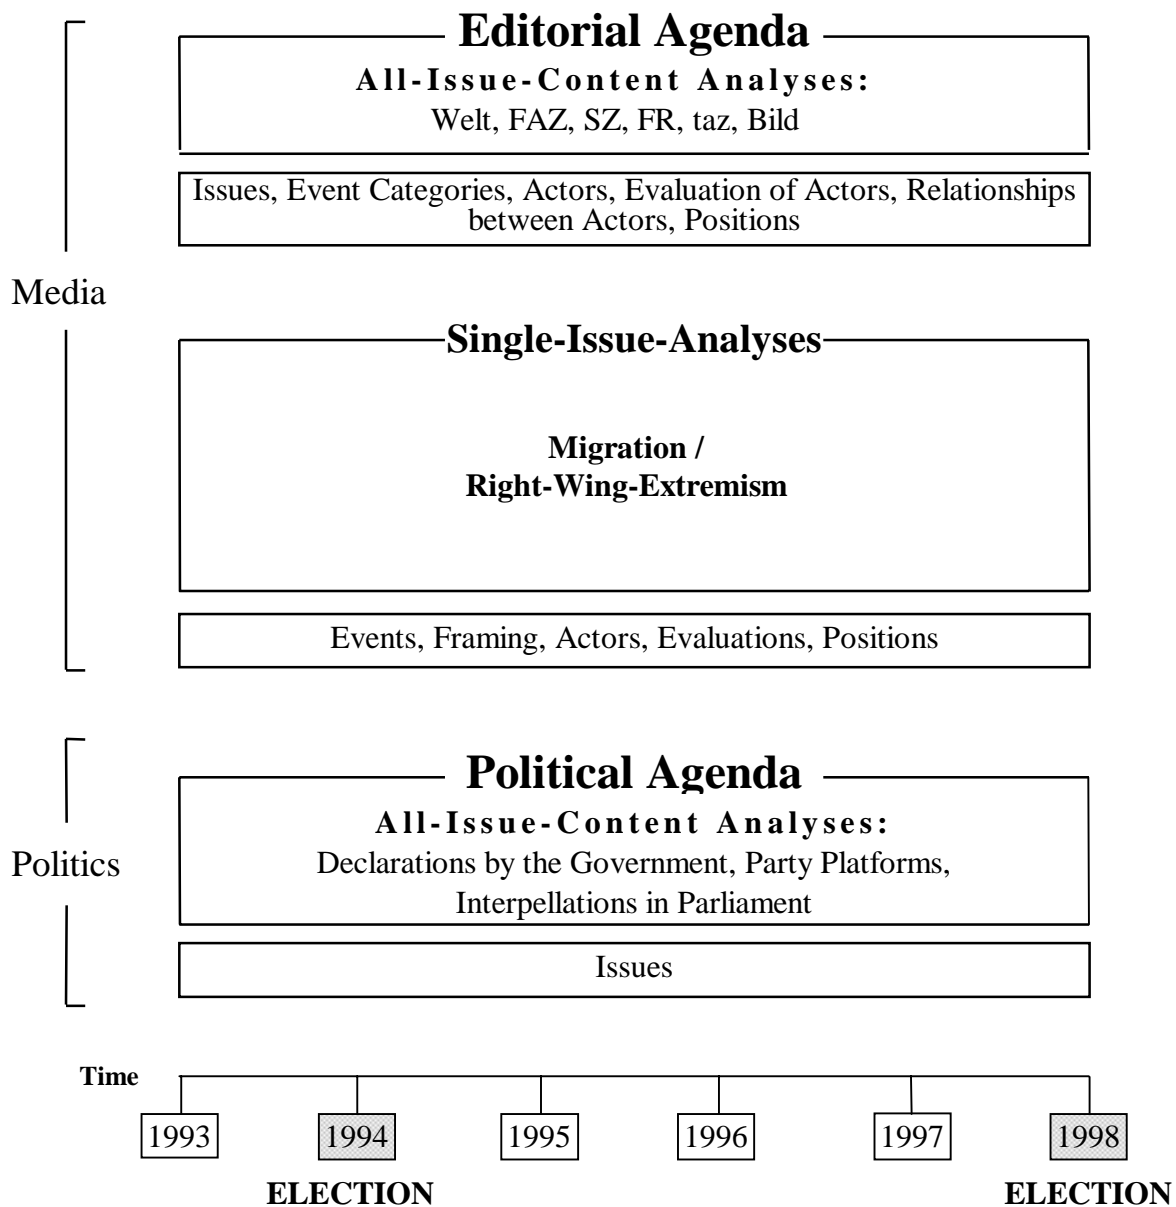 Editorial Agenda
All-Issue-Content Analyses:
Welt, FAZ, SZ, FR, taz, Bild
Issues, Event Categories, Actors, Evaluation of Actors, Relationships
between Actors, Positions
Media
Single-Issue-Analyses
Migration /
Right-Wing-Extremism
Events, Framing, Actors, Evaluations, Positions
Political Agenda
All-Issue-Content Analyses:
Declarations by the Government, Party Platforms,
Interpellations in Parliament
Politics
Issues
Time
1993 1994 1995 1996 1997 1998
ELECTION ELECTION